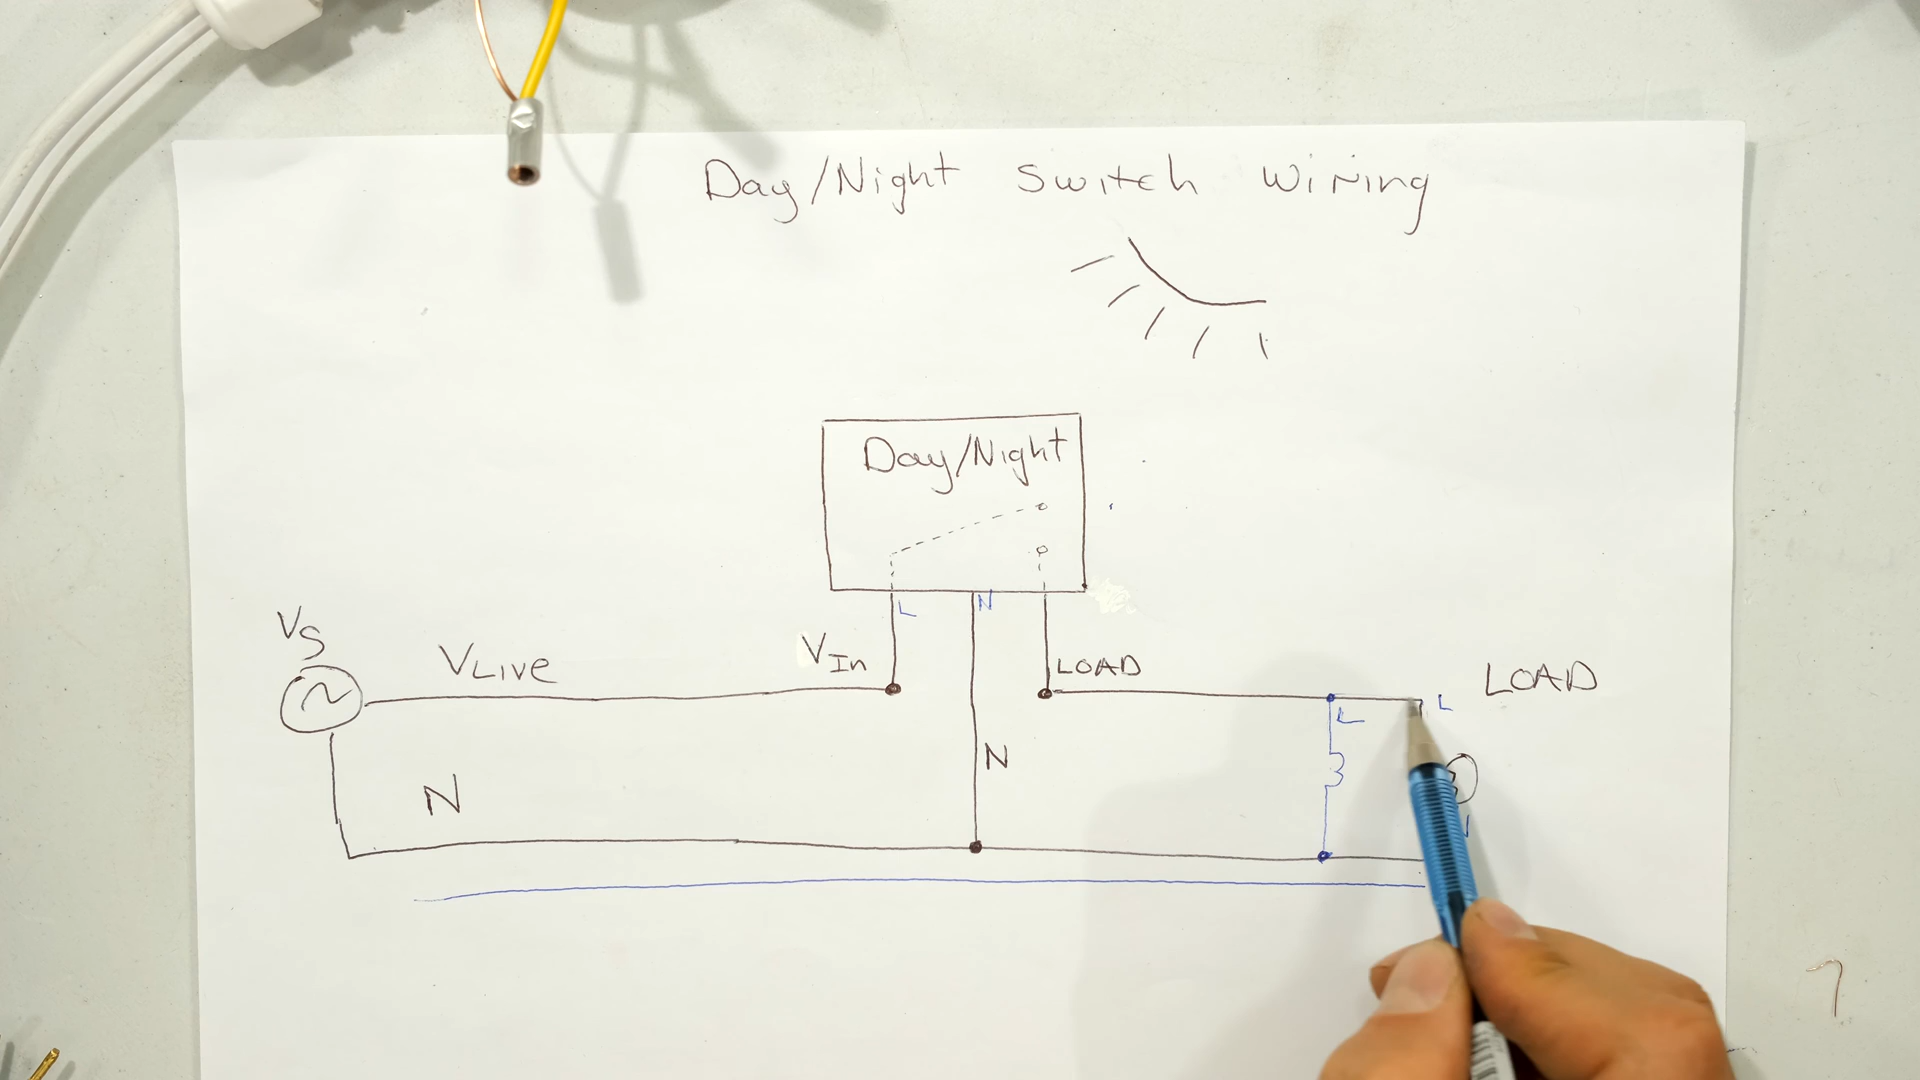 Day/Night Switch Wiring
Day/Night
L
N
VS
VLIVE
VIn
LOAD
LOAD
L
L
N
N